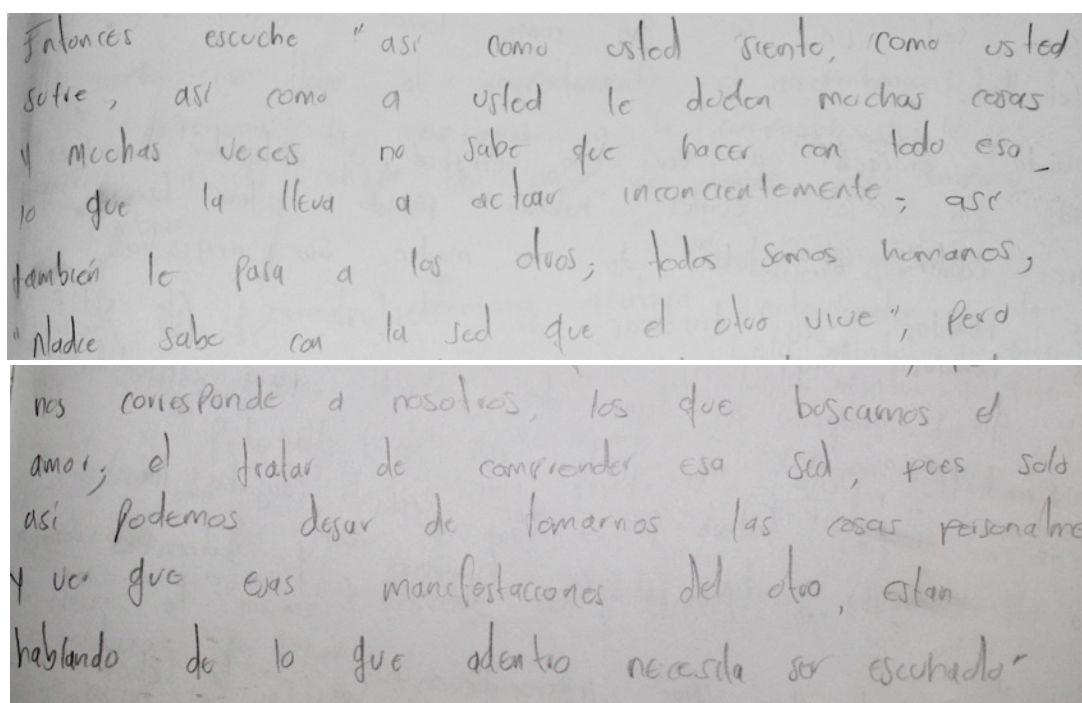 Entonces escuche "así como usted siente, como usted
sufre, así como a usted le duelen muchas cosas
y muchas veces no sabe que hacer con todo eso
lo que la lleva a actuar inconcientemente; así
también le pasa a los otros; todos somos humanos;
"Nadie sabe con la sed que el otro vive", pero
nos corresponde a nosotros, los que buscamos el
amor; el tratar de comprender esa sed, pues solo
así podemos dejar de tomarnos las cosas personalme
y ver que esas manifestaciones del otro, estan
hablando de lo que adentro necesita ser escuhado"